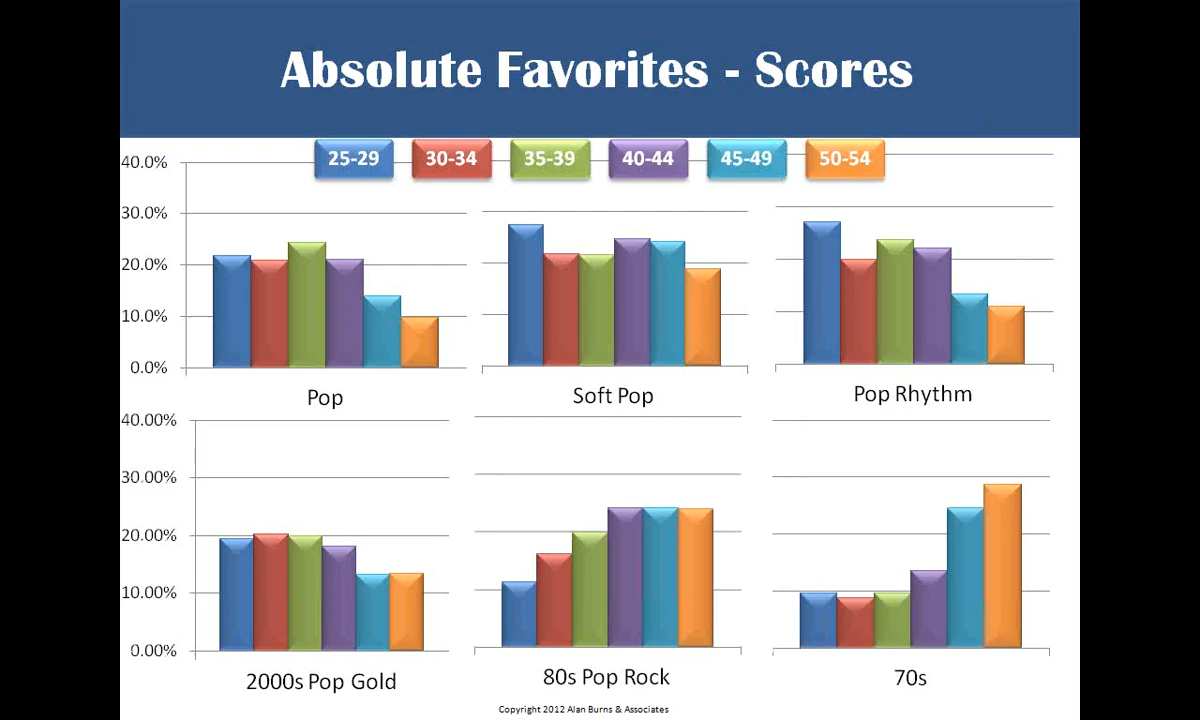 Absolute Favorites - Scores
25-29 30-34 35-39 40-44 45-49 50-54
40.0%
30.0%
20.0%
10.0%
0.0%
Pop Soft Pop Pop Rhythm
40.00%
30.00%
20.00%
10.00%
0.00%
2000s Pop Gold 80s Pop Rock 70s
Copyright 2012 Alan Burns & Associates